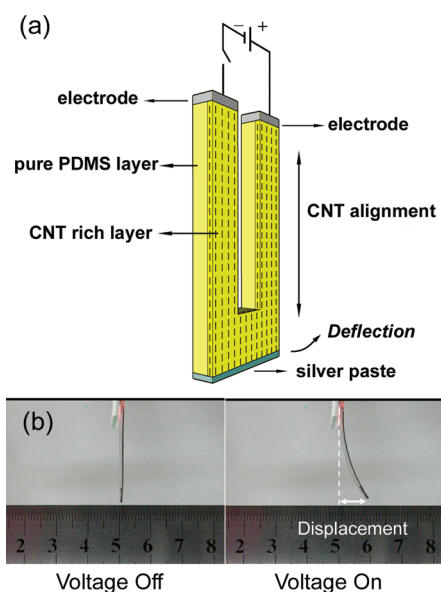 (a)
− +
electrode
electrode
pure PDMS layer
CNT alignment
CNT rich layer
Deflection
silver paste
(b)
Displacement
2 3 4 5 6 7 8
2 3 4 5 6 7 8
Voltage Off
Voltage On